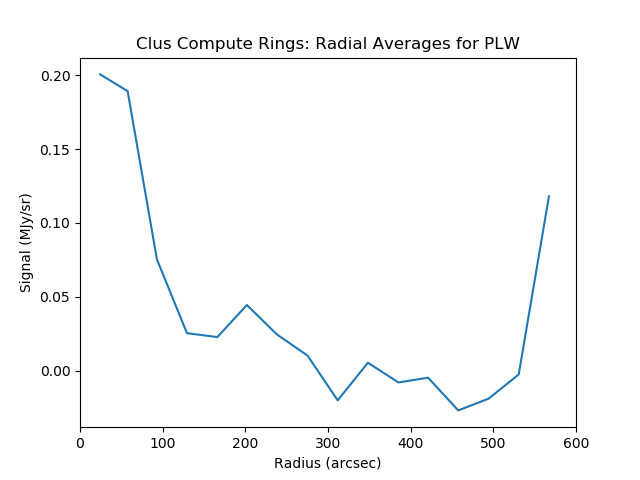 Clus Compute Rings: Radial Averages for PLW
0.20
0.15
0.10
0.05
0.00
Signal (MJy/sr)
0 100 200 300 400 500 600
Radius (arcsec)